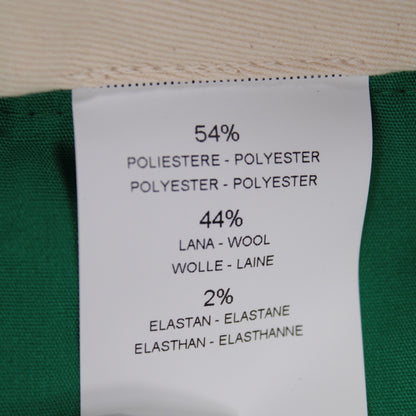 54%
POLIESTERE - POLYESTER
POLYESTER - POLYESTER
44%
LANA - WOOL
WOLLE - LAINE
2%
ELASTAN - ELASTANE
ELASTHAN - ELASTHANNE